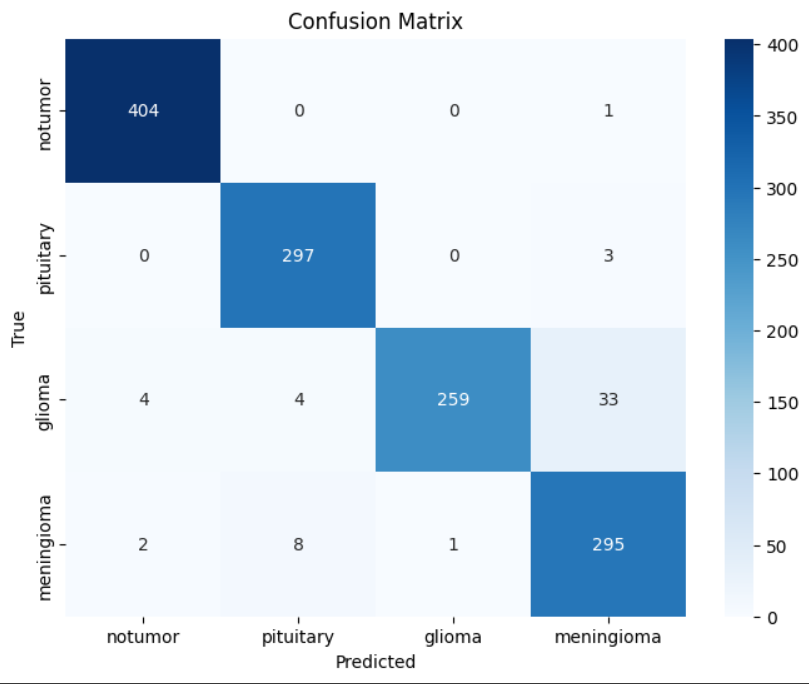 Confusion Matrix
notumor
404 0 0 1
pituitary
0 297 0 3
glioma
4 4 259 33
meningioma
2 8 1 295
True
notumor pituitary glioma meningioma
Predicted
400
350
300
250
200
150
100
50
0